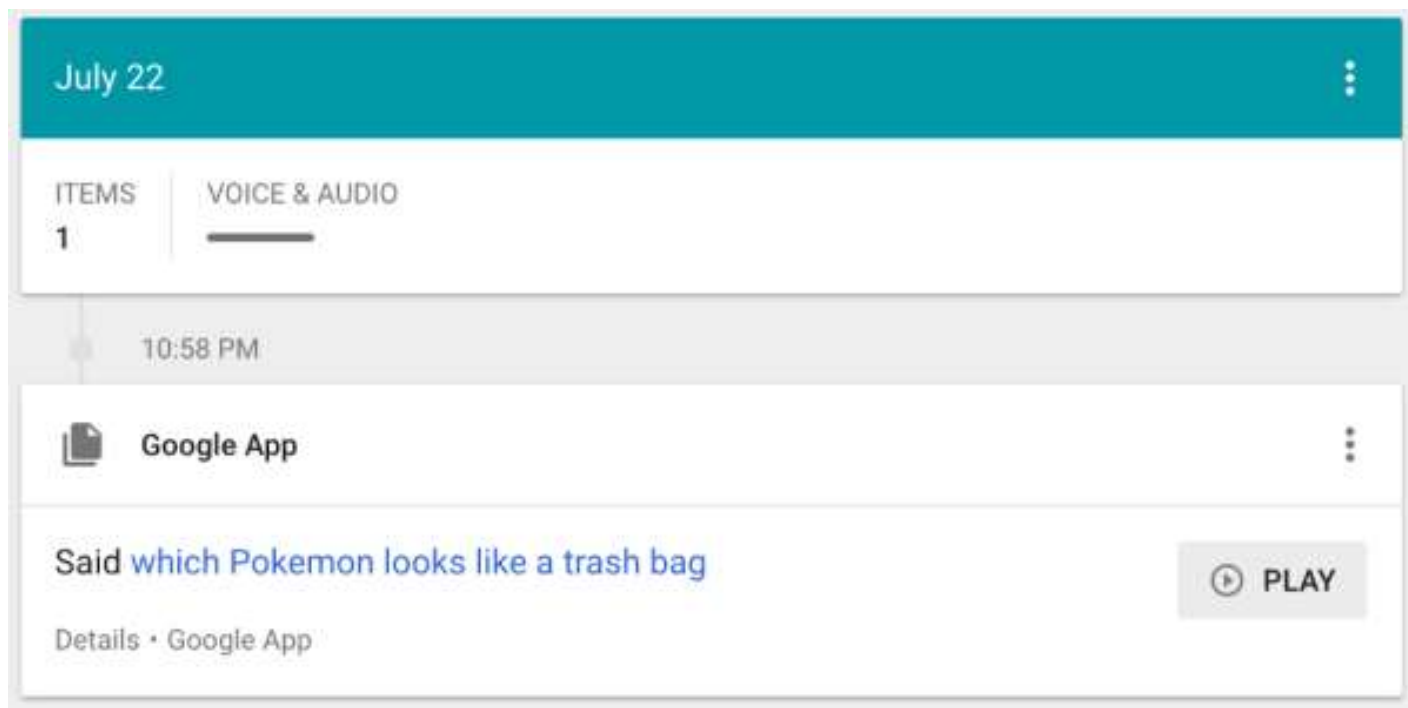 July 22
ITEMS VOICE & AUDIO
1
10:58 PM
Google App
Said which Pokemon looks like a trash bag
PLAY
Details • Google App